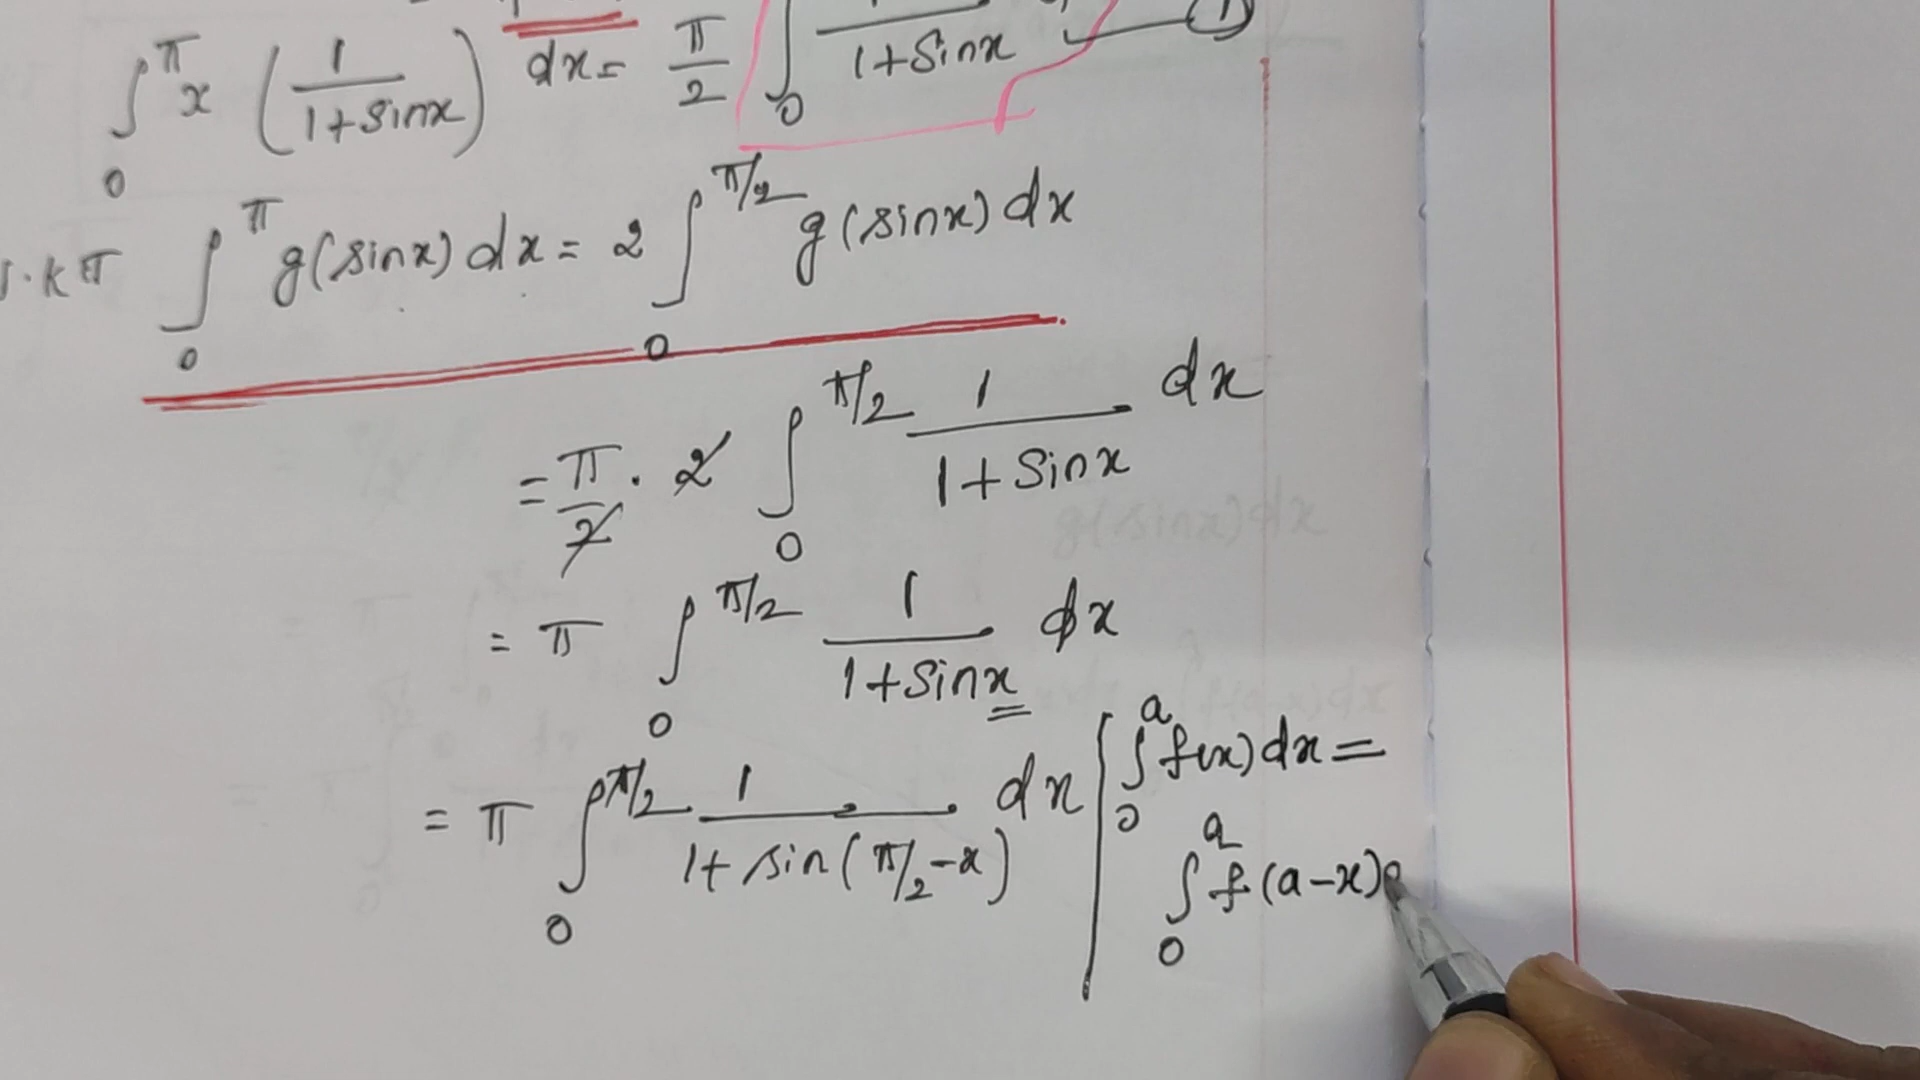 ∫₀^π x (1/(1+sinx)) dx = π/2 ∫₀ 1/(1+Sinx) — ①
.kπ ∫₀^π g(sinx) dx = 2 ∫₀^(π/2) g(sinx) dx
= π/2 . 2 ∫₀^(π/2) 1/(1+Sinx) dx
= π ∫₀^(π/2) 1/(1+Sinx) dx
= π ∫₀^(π/2) 1/(1+sin(π/2-x)) dx | ∫₀^a f(x) dx =
∫₀^a f(a-x)